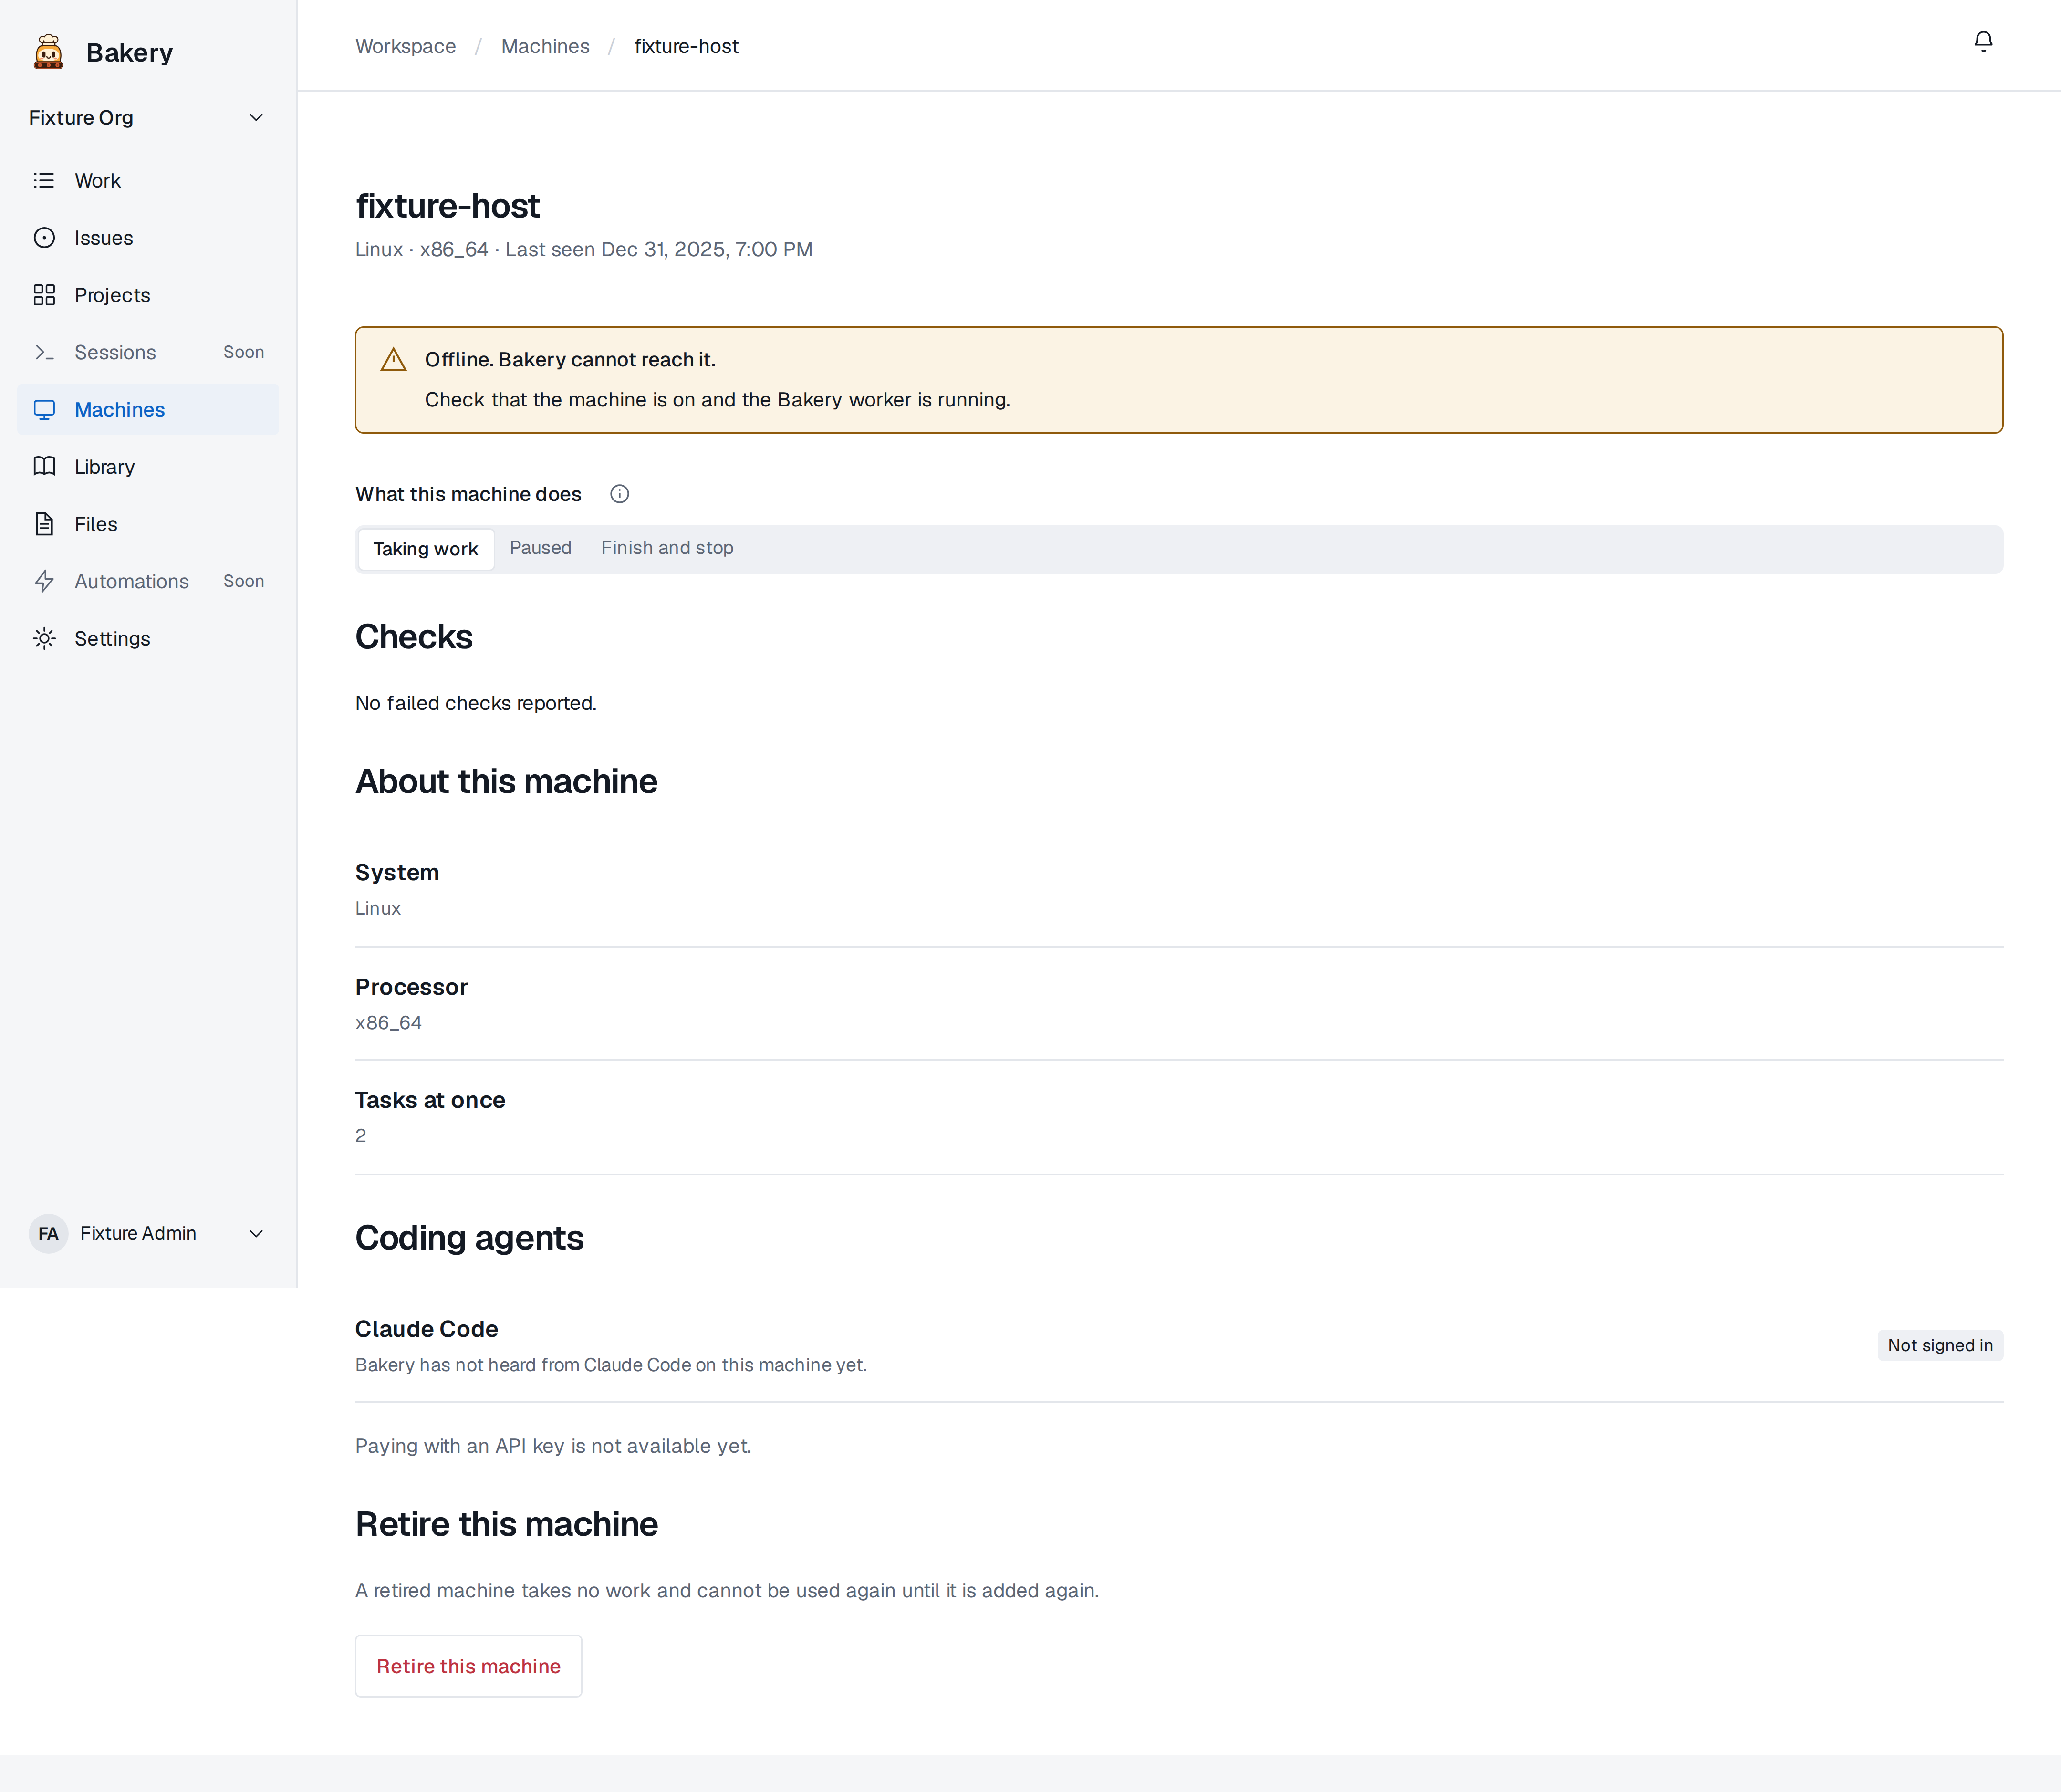 Bakery
Fixture Org
Work
Issues
Projects
Sessions Soon
Machines
Library
Files
Automations Soon
Settings
FA Fixture Admin
Workspace / Machines / fixture-host
fixture-host
Linux · x86_64 · Last seen Dec 31, 2025, 7:00 PM
Offline. Bakery cannot reach it.
Check that the machine is on and the Bakery worker is running.
What this machine does
Taking work Paused Finish and stop
Checks
No failed checks reported.
About this machine
System
Linux
Processor
x86_64
Tasks at once
2
Coding agents
Claude Code
Bakery has not heard from Claude Code on this machine yet.
Not signed in
Paying with an API key is not available yet.
Retire this machine
A retired machine takes no work and cannot be used again until it is added again.
Retire this machine